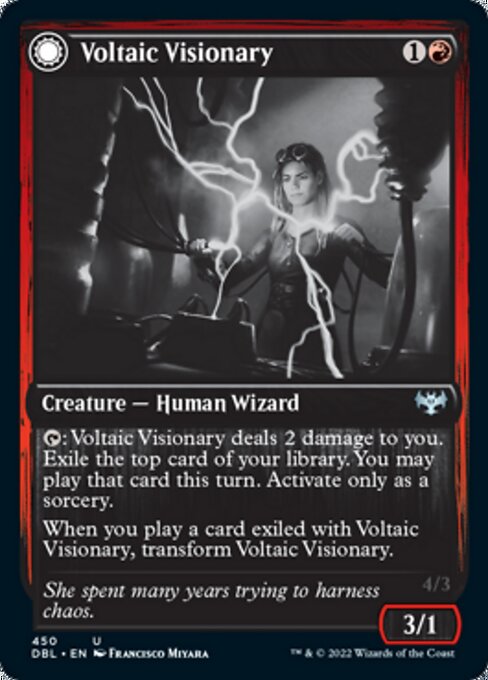 Voltaic Visionary 1
Creature — Human Wizard
: Voltaic Visionary deals 2 damage to you.
Exile the top card of your library. You may
play that card this turn. Activate only as a
sorcery.
When you play a card exiled with Voltaic
Visionary, transform Voltaic Visionary.
4/3
She spent many years trying to harness
chaos.
3/1
450 U
DBL • EN Francisco Miyara
™ & © 2022 Wizards of the Coast